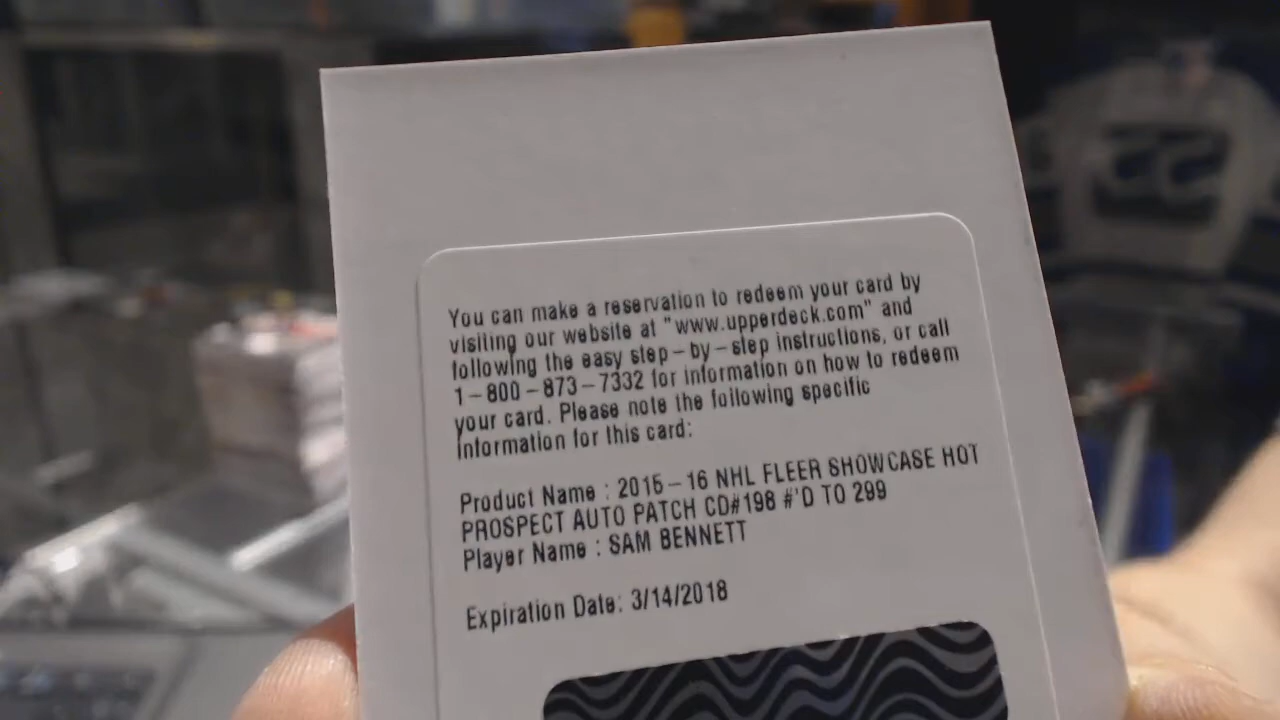 You can make a reservation to redeem your card by
visiting our website at "www.upperdeck.com" and
following the easy step-by-step instructions, or call
1-800-873-7332 for information on how to redeem
your card. Please note the following specific
information for this card:
Product Name : 2015-16 NHL FLEER SHOWCASE HOT
PROSPECT AUTO PATCH CD#198 #'D TO 299
Player Name : SAM BENNETT
Expiration Date: 3/14/2018